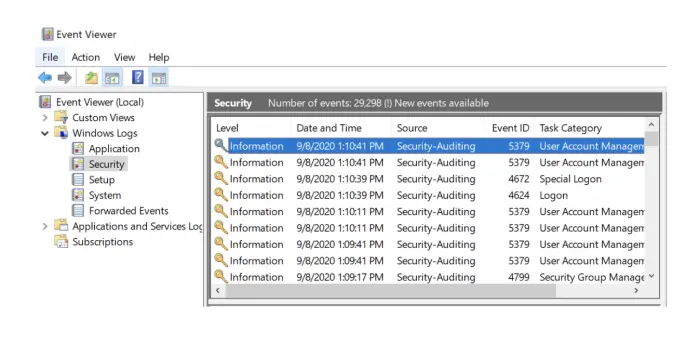 Event Viewer
File Action View Help
Event Viewer (Local)
Custom Views
Windows Logs
Application
Security
Setup
System
Forwarded Events
Applications and Services Log
Subscriptions
Security Number of events: 29,298 (!) New events available
Level Date and Time Source Event ID Task Category
Information 9/8/2020 1:10:41 PM Security-Auditing 5379 User Account Managem
Information 9/8/2020 1:10:41 PM Security-Auditing 5379 User Account Managem
Information 9/8/2020 1:10:39 PM Security-Auditing 4672 Special Logon
Information 9/8/2020 1:10:39 PM Security-Auditing 4624 Logon
Information 9/8/2020 1:10:11 PM Security-Auditing 5379 User Account Managem
Information 9/8/2020 1:10:11 PM Security-Auditing 5379 User Account Managem
Information 9/8/2020 1:09:41 PM Security-Auditing 5379 User Account Managem
Information 9/8/2020 1:09:41 PM Security-Auditing 5379 User Account Managem
Information 9/8/2020 1:09:17 PM Security-Auditing 4799 Security Group Manage